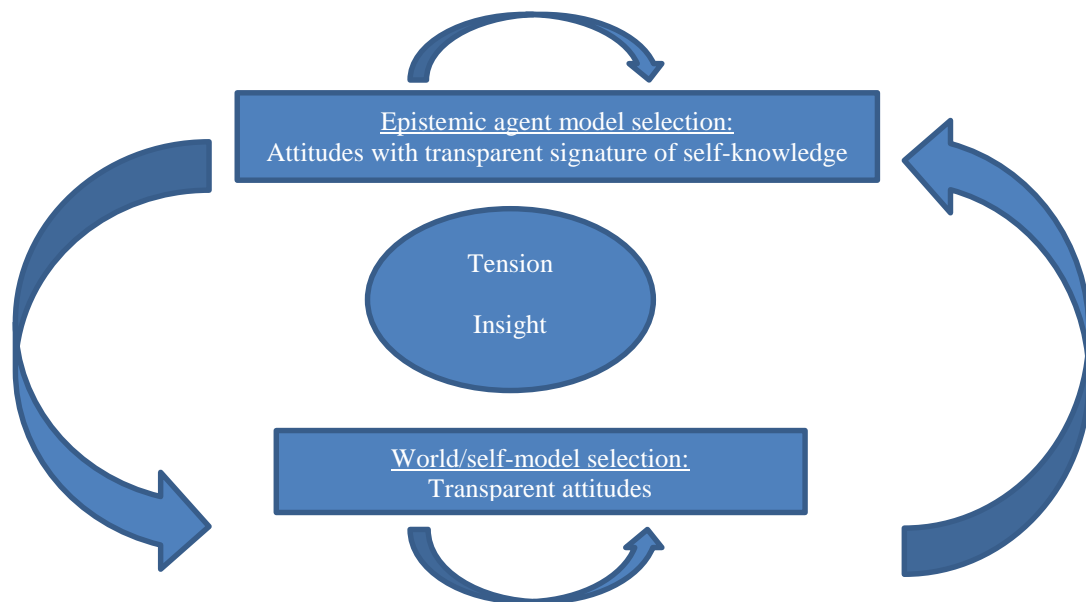 Epistemic agent model selection:
Attitudes with transparent signature of self-knowledge
Tension
Insight
World/self-model selection:
Transparent attitudes